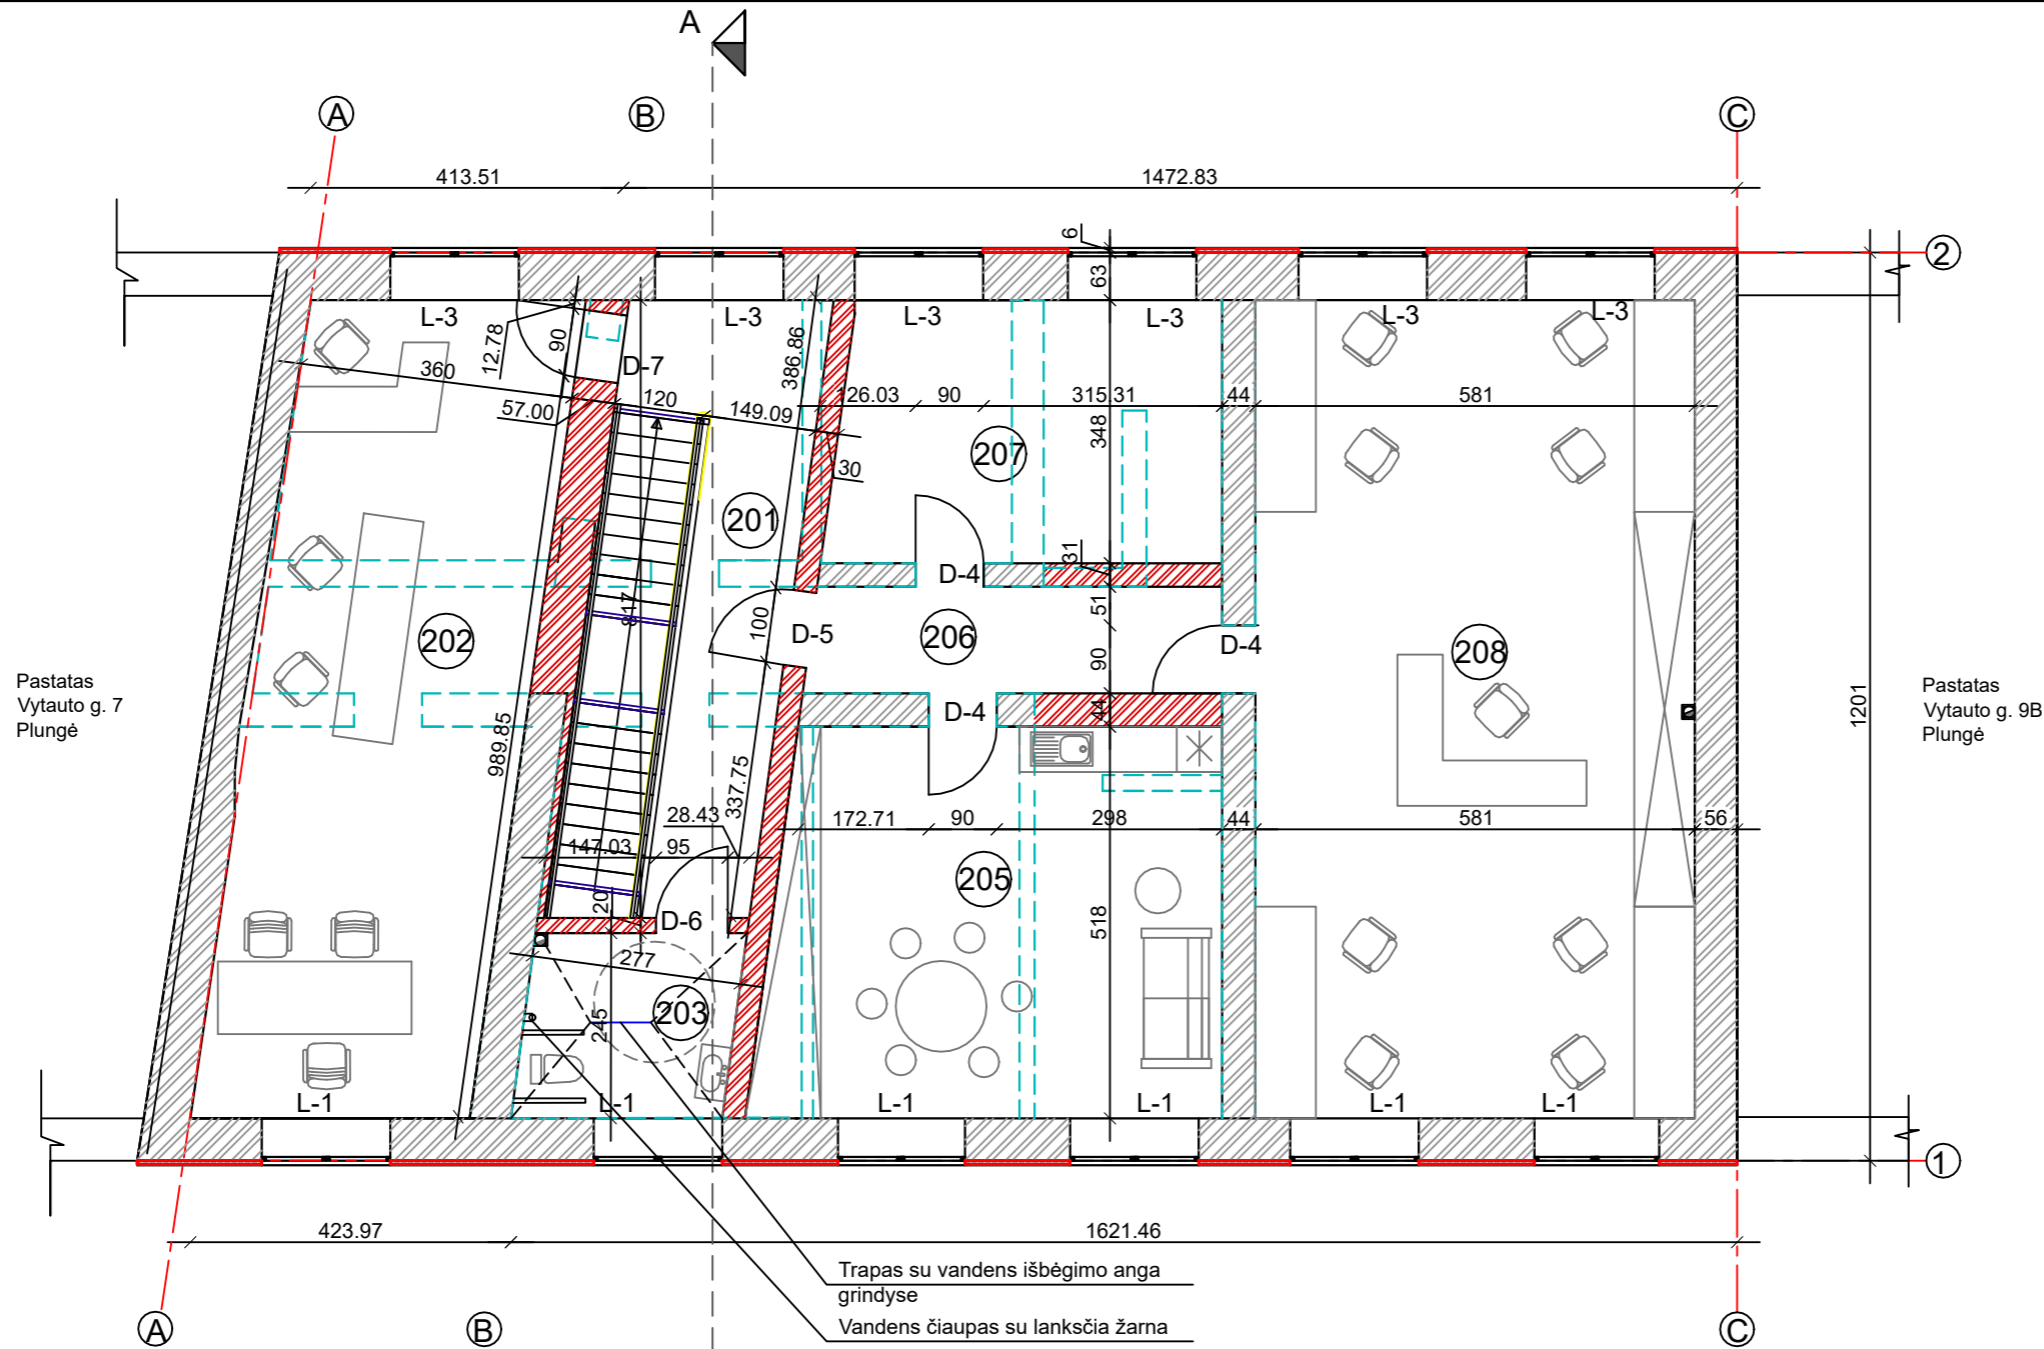 A
A
B
C
413.51
1472.83
6
2
63
L-3
L-3
L-3
L-3
L-3
L-3
12.78
90
D-7
386.86
360
57.00
120
149.09
126.03
90
315.31
44
581
348
207
30
201
31
D-4
817
51
100
D-5
206
202
90
D-4
208
Pastatas
Vytauto g. 7
Plungė
Pastatas
Vytauto g. 9B
Plungė
1201
D-4
44
989.85
337.75
28.43
172.71
90
298
44
581
56
147.03
95
205
20
D-6
518
277
203
245
L-1
L-1
L-1
L-1
L-1
L-1
1
423.97
1621.46
Trapas su vandens išbėgimo anga
grindyse
Vandens čiaupas su lanksčia žarna
A
B
C